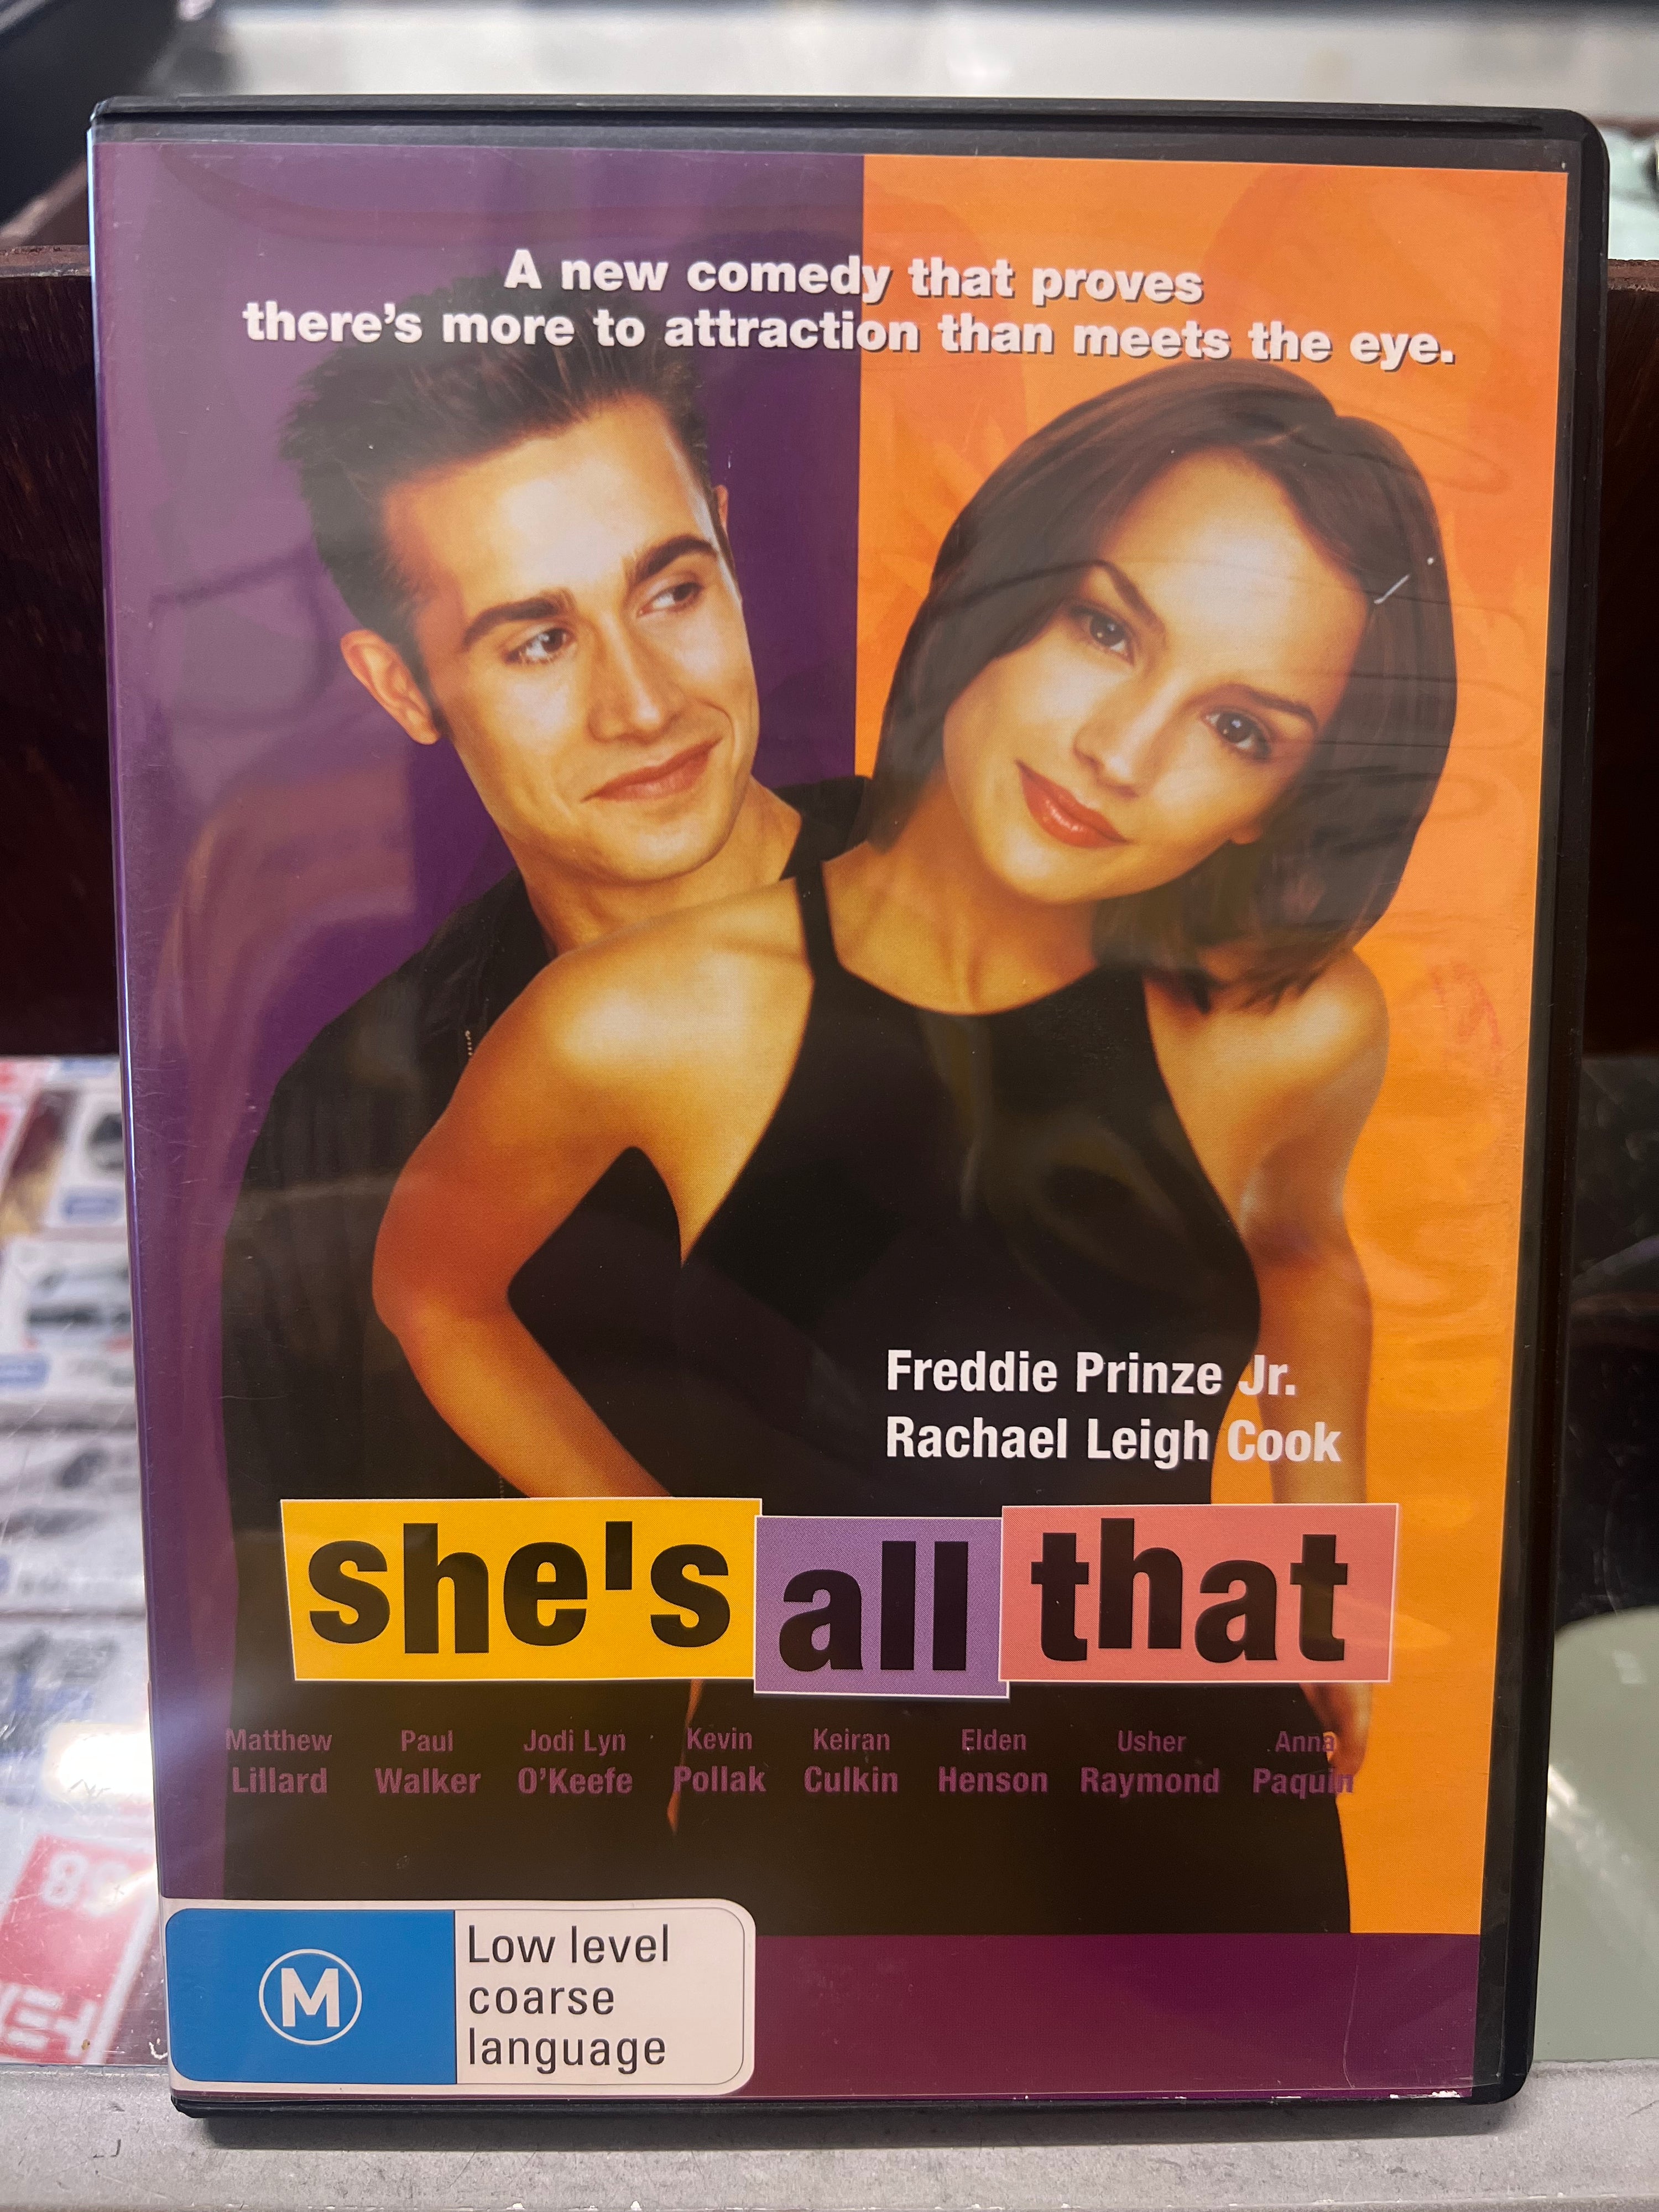 A new comedy that proves
there's more to attraction than meets the eye.
Freddie Prinze Jr.
Rachael Leigh Cook
she's all that
Matthew Paul Jodi Lyn Kevin Keiran Elden Usher Anna
Lillard Walker O'Keefe Pollak Culkin Henson Raymond Paquin
M
Low level
coarse
language